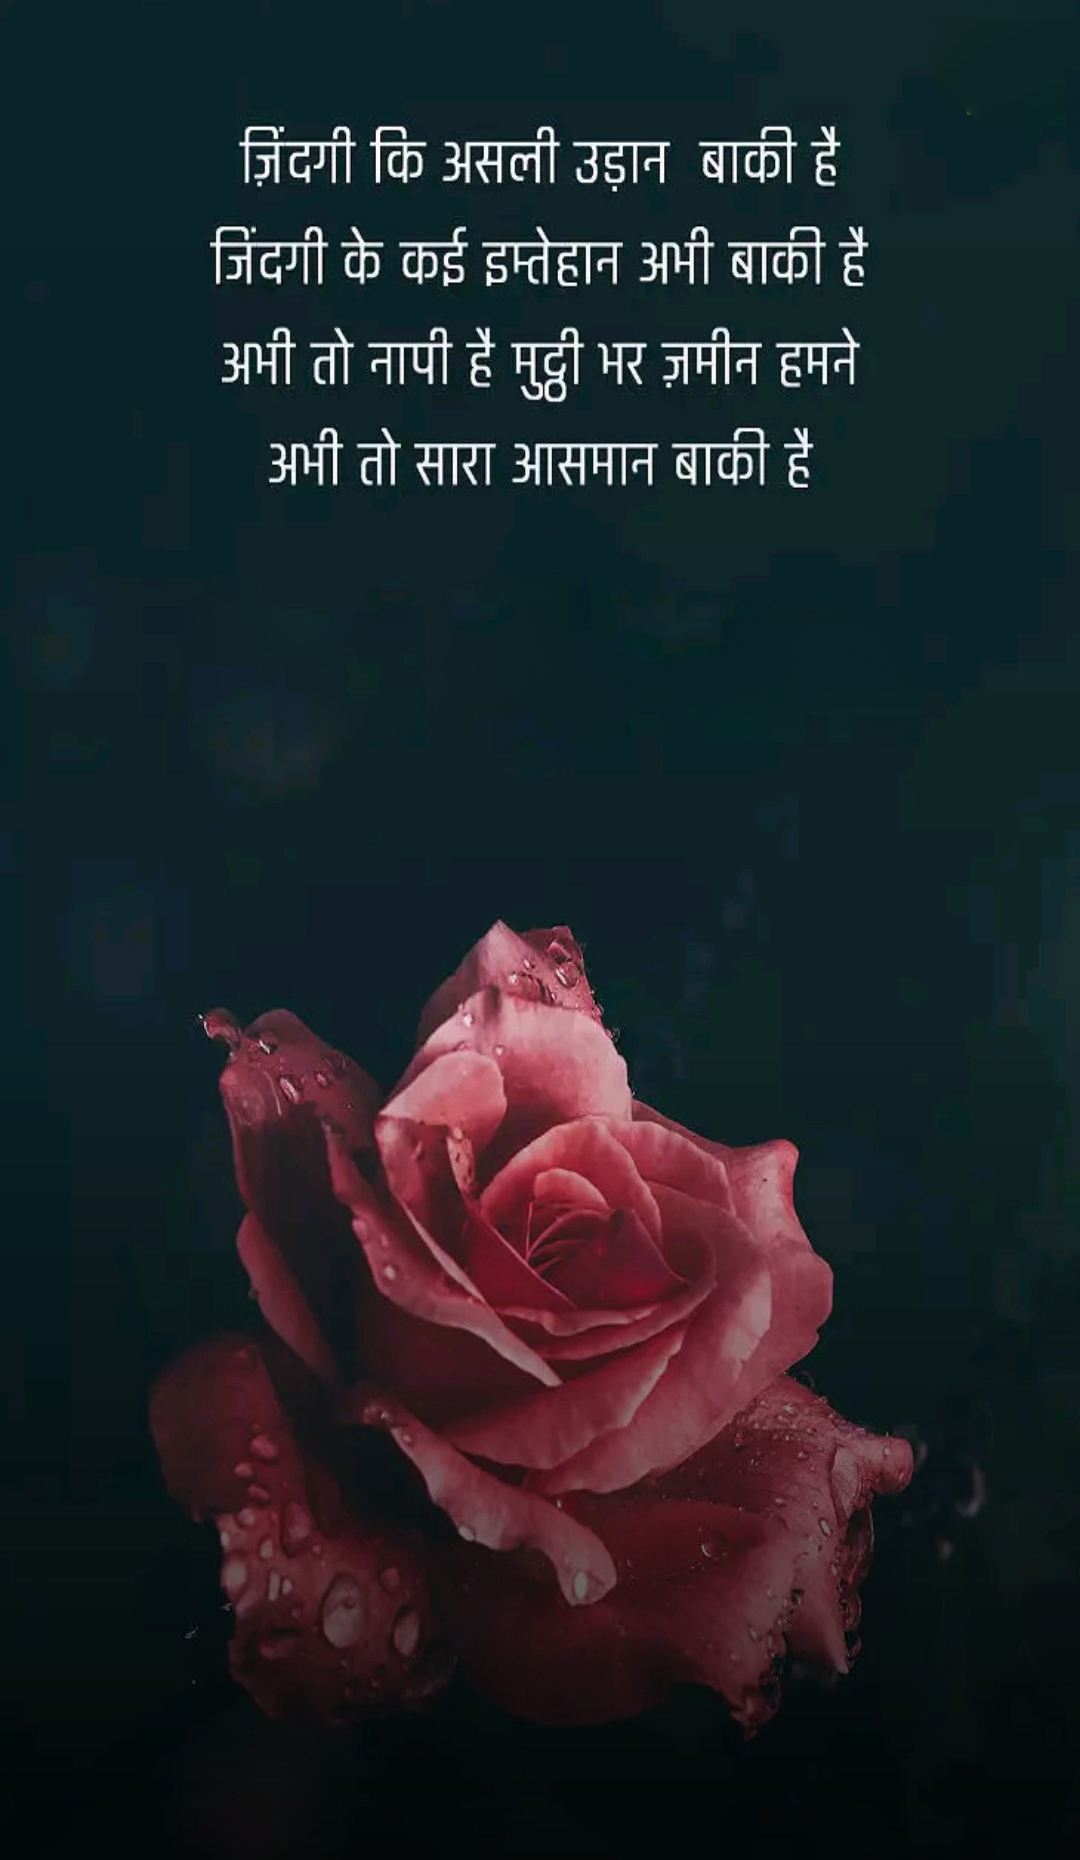 ज़िंदगी कि असली उड़ान बाकी है
जिंदगी के कई इम्तेहान अभी बाकी है
अभी तो नापी है मुट्ठी भर ज़मीन हमने
अभी तो सारा आसमान बाकी है